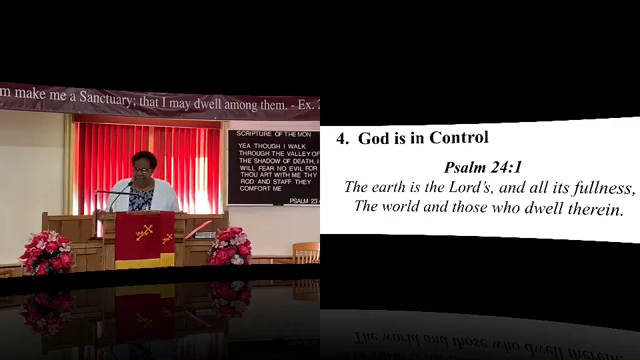 m make me a Sanctuary; that I may dwell among them. - Ex.
SCRIPTURE OF THE MON
YEA THOUGH I WALK
THROUGH THE VALLEY OF
THE SHADOW OF DEATH, I
WILL FEAR NO EVIL FOR
THOU ART WITH ME THY
ROD AND STAFF THEY
COMFORT ME
PSALM 23
4. God is in Control
Psalm 24:1
The earth is the Lord's, and all its fullness,
The world and those who dwell therein.